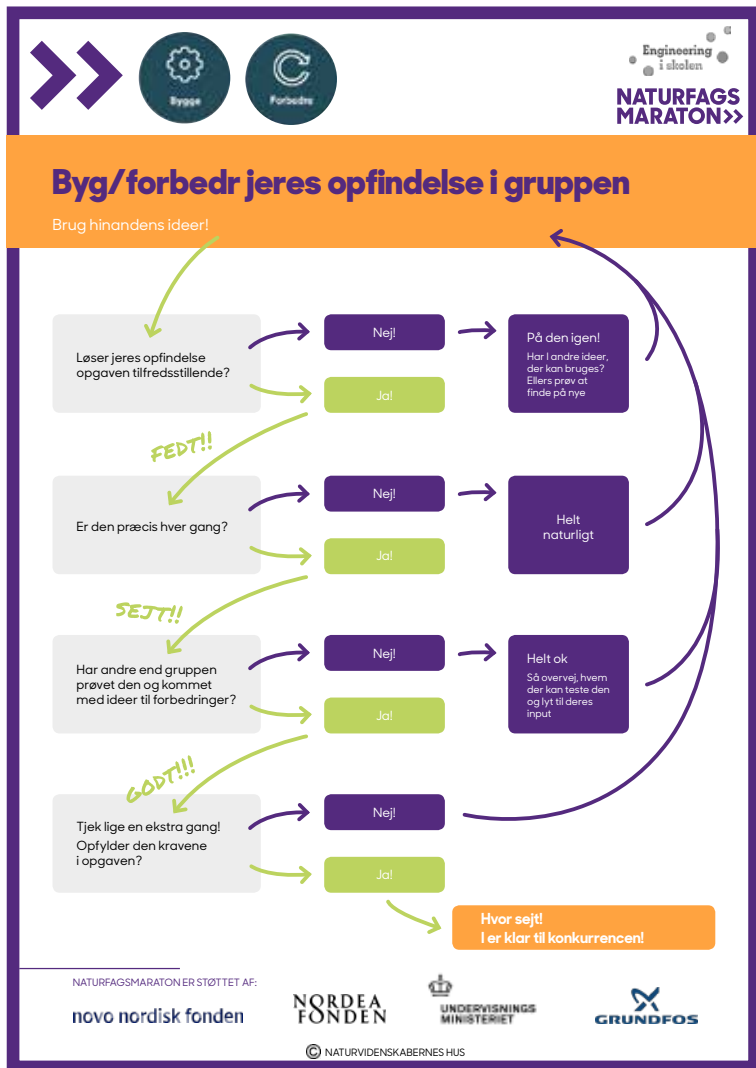 Bygge
Forbedre
Engineering
i skolen
NATURFAGS
MARATON>>
Byg/forbedr jeres opfindelse i gruppen
Brug hinandens ideer!
Løser jeres opfindelse
opgaven tilfredsstillende?
Nej!
På den igen!
Har I andre ideer,
der kan bruges?
Ellers prøv at
finde på nye
Ja!
FEDT!!
Er den præcis hver gang?
Nej!
Helt
naturligt
Ja!
SEJT!!
Har andre end gruppen
prøvet den og kommet
med ideer til forbedringer?
Nej!
Helt ok
Så overvej, hvem
der kan teste den
og lyt til deres
input
Ja!
GODT!!!
Tjek lige en ekstra gang!
Opfylder den kravene
i opgaven?
Nej!
Ja!
Hvor sejt!
I er klar til konkurrencen!
NATURFAGSMARATON ER STØTTET AF:
novo nordisk fonden
NORDEA
FONDEN
UNDERVISNINGS
MINISTERIET
GRUNDFOS
© NATURVIDENSKABERNES HUS